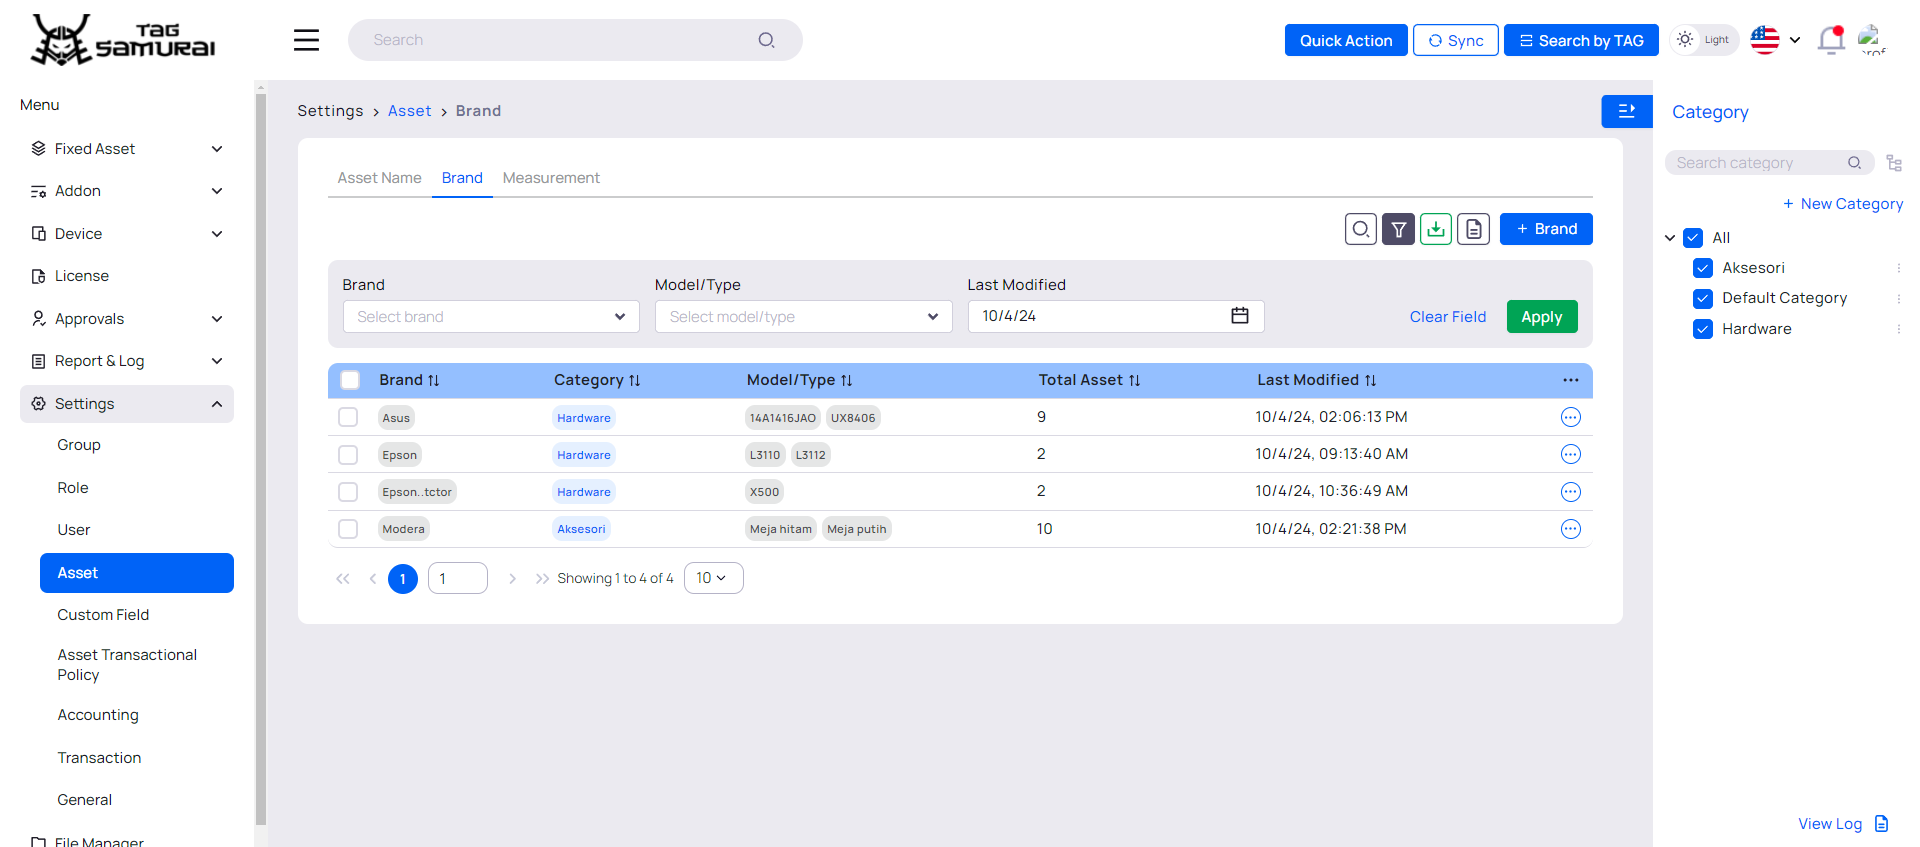 TAG SAMURAI
Search
Quick Action
Sync
Search by TAG
Light
prof
Menu
Fixed Asset
Addon
Device
License
Approvals
Report & Log
Settings
Group
Role
User
Asset
Custom Field
Asset Transactional
Policy
Accounting
Transaction
General
File Manager
Settings > Asset > Brand
Asset Name Brand Measurement
+ Brand
Brand Model/Type Last Modified
Select brand Select model/type 10/4/24 Clear Field Apply
Brand Category Model/Type Total Asset Last Modified ...
Asus Hardware 14A1416JAO UX8406 9 10/4/24, 02:06:13 PM
Epson Hardware L3110 L3112 2 10/4/24, 09:13:40 AM
Epson..tctor Hardware X500 2 10/4/24, 10:36:49 AM
Modera Aksesori Meja hitam Meja putih 10 10/4/24, 02:21:38 PM
1 1 Showing 1 to 4 of 4 10
Category
Search category
+ New Category
All
Aksesori
Default Category
Hardware
View Log